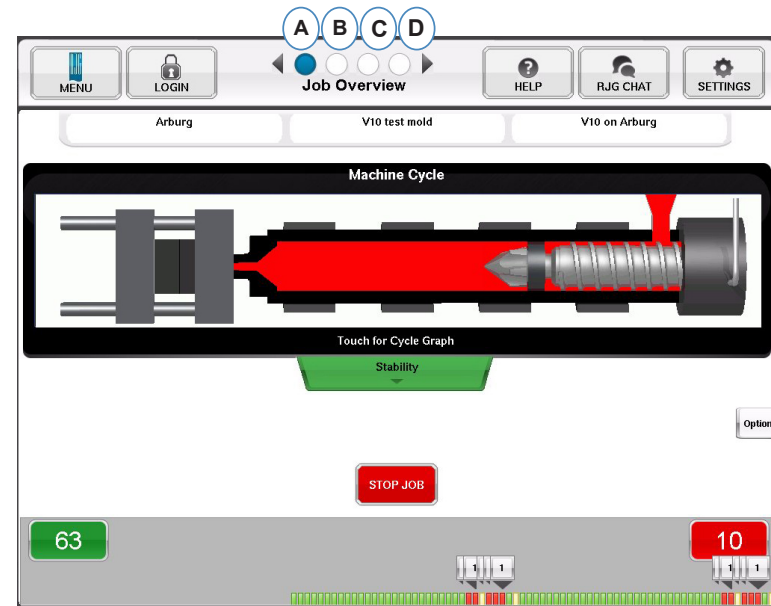 A B C D
MENU LOGIN Job Overview HELP RJG CHAT SETTINGS
Arburg V10 test mold V10 on Arburg
Machine Cycle
Touch for Cycle Graph
Stability
Option
STOP JOB
63 10
1 1 1 1